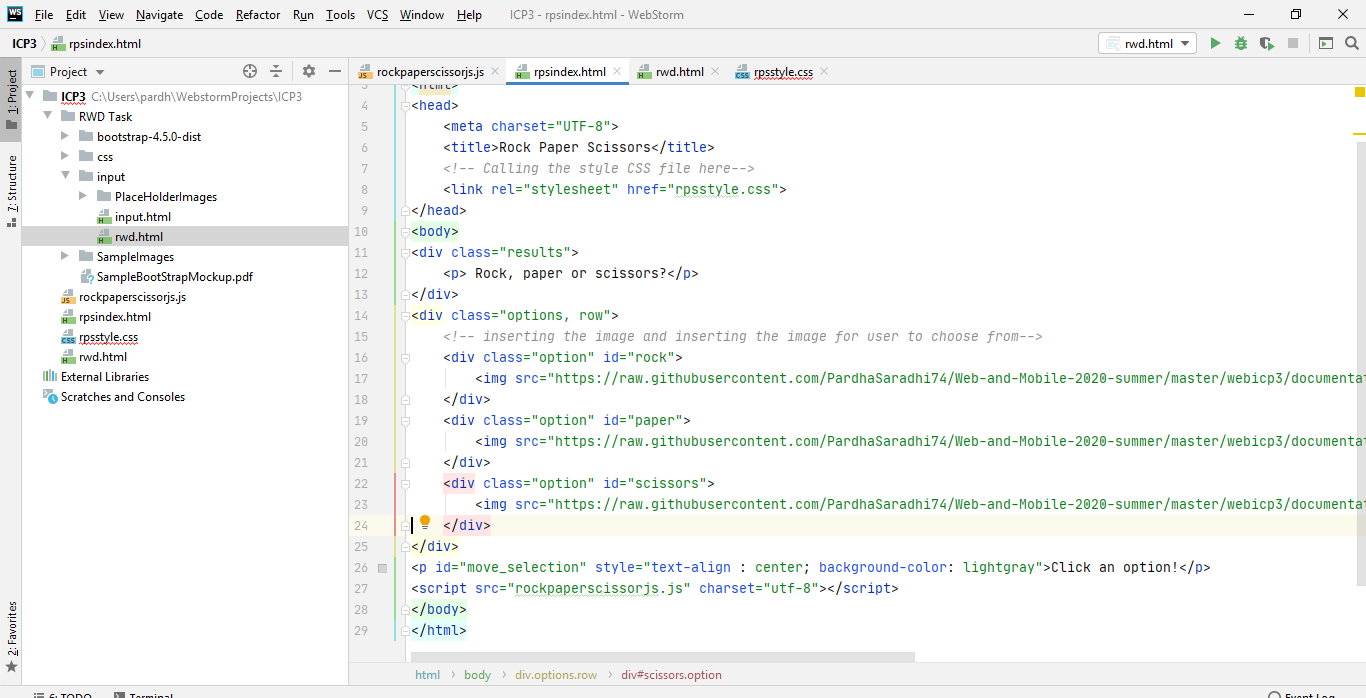 WS File Edit View Navigate Code Refactor Run Tools VCS Window Help ICP3 - rpsindex.html - WebStorm
ICP3 rpsindex.html rwd.html
1: Project
7: Structure
2: Favorites
Project
ICP3 C:\Users\pardh\WebstormProjects\ICP3
RWD Task
bootstrap-4.5.0-dist
css
input
PlaceHolderImages
input.html
rwd.html
SampleImages
SampleBootStrapMockup.pdf
rockpaperscissorjs.js
rpsindex.html
rpsstyle.css
rwd.html
External Libraries
Scratches and Consoles
rockpaperscissorjs.js rpsindex.html rwd.html rpsstyle.css
3 <html>
4 <head>
5 <meta charset="UTF-8">
6 <title>Rock Paper Scissors</title>
7 <!-- Calling the style CSS file here-->
8 <link rel="stylesheet" href="rpsstyle.css">
9 </head>
10 <body>
11 <div class="results">
12 <p> Rock, paper or scissors?</p>
13 </div>
14 <div class="options, row">
15 <!-- inserting the image and inserting the image for user to choose from-->
16 <div class="option" id="rock">
17 <img src="https://raw.githubusercontent.com/PardhaSaradhi74/Web-and-Mobile-2020-summer/master/webicp3/documentat
18 </div>
19 <div class="option" id="paper">
20 <img src="https://raw.githubusercontent.com/PardhaSaradhi74/Web-and-Mobile-2020-summer/master/webicp3/documentat
21 </div>
22 <div class="option" id="scissors">
23 <img src="https://raw.githubusercontent.com/PardhaSaradhi74/Web-and-Mobile-2020-summer/master/webicp3/documentat
24 </div>
25 </div>
26 <p id="move_selection" style="text-align : center; background-color: lightgray">Click an option!</p>
27 <script src="rockpaperscissorjs.js" charset="utf-8"></script>
28 </body>
29 </html>
html body div.options.row div#scissors.option
6: TODO Terminal Event Log